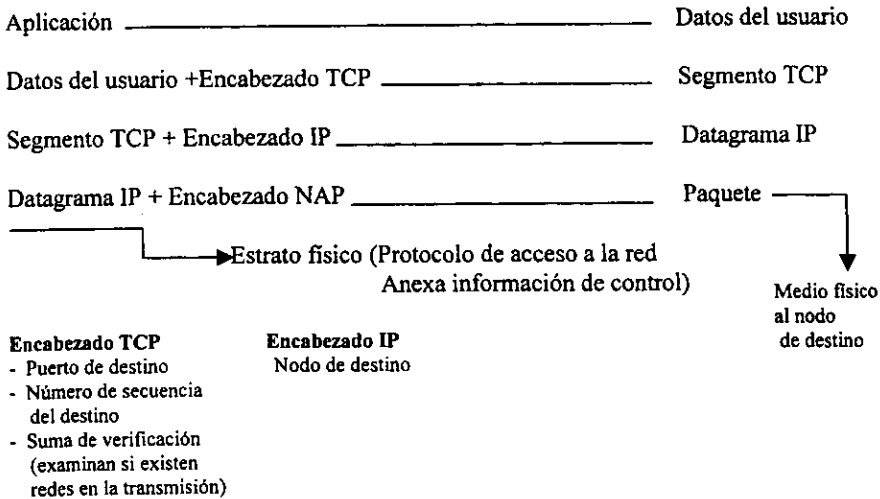 Aplicación Datos del usuario
Datos del usuario +Encabezado TCP Segmento TCP
Segmento TCP + Encabezado IP Datagrama IP
Datagrama IP + Encabezado NAP Paquete
Estrato físico (Protocolo de acceso a la red
Anexa información de control)
Medio físico
al nodo
de destino
Encabezado TCP
- Puerto de destino
- Número de secuencia
del destino
- Suma de verificación
(examinan si existen
redes en la transmisión)
Encabezado IP
Nodo de destino